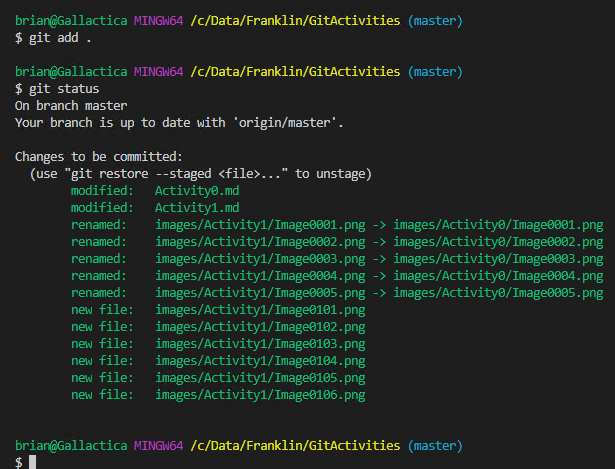 brian@Gallactica MINGW64 /c/Data/Franklin/GitActivities (master)
$ git add .
brian@Gallactica MINGW64 /c/Data/Franklin/GitActivities (master)
$ git status
On branch master
Your branch is up to date with 'origin/master'.
Changes to be committed:
  (use "git restore --staged <file>..." to unstage)
        modified:   Activity0.md
        modified:   Activity1.md
        renamed:    images/Activity1/Image0001.png -> images/Activity0/Image0001.png
        renamed:    images/Activity1/Image0002.png -> images/Activity0/Image0002.png
        renamed:    images/Activity1/Image0003.png -> images/Activity0/Image0003.png
        renamed:    images/Activity1/Image0004.png -> images/Activity0/Image0004.png
        renamed:    images/Activity1/Image0005.png -> images/Activity0/Image0005.png
        new file:   images/Activity1/Image0101.png
        new file:   images/Activity1/Image0102.png
        new file:   images/Activity1/Image0103.png
        new file:   images/Activity1/Image0104.png
        new file:   images/Activity1/Image0105.png
        new file:   images/Activity1/Image0106.png
brian@Gallactica MINGW64 /c/Data/Franklin/GitActivities (master)
$